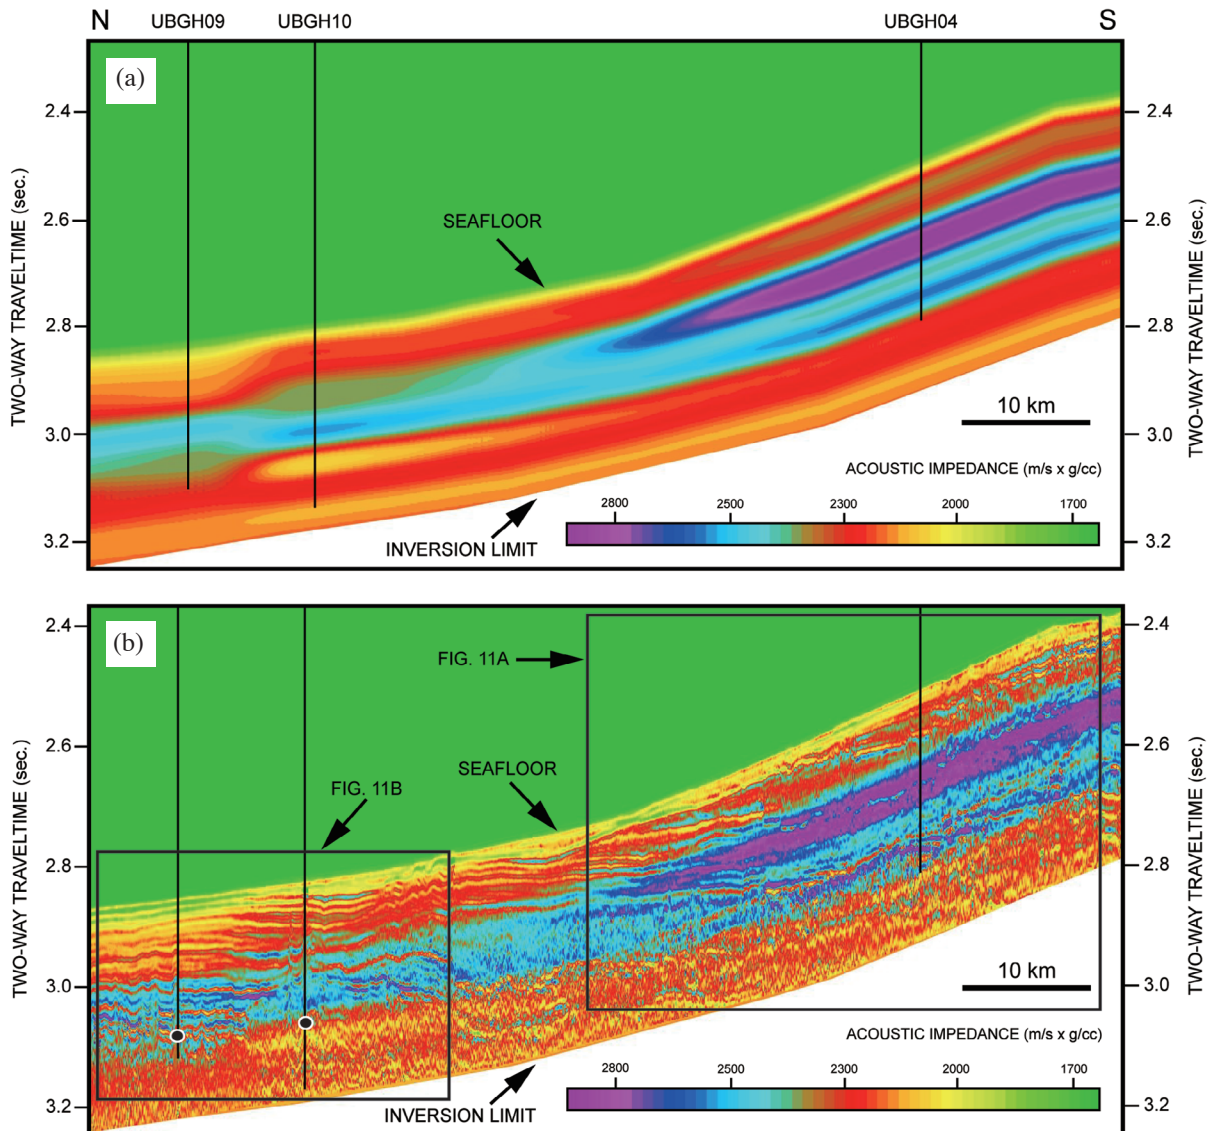 N UBGH09 UBGH10 UBGH04 S
(a)
2.4 2.4
2.6 2.6
SEAFLOOR
2.8 2.8
10 km
3.0 3.0
ACOUSTIC IMPEDANCE (m/s x g/cc)
2800 2500 2300 2000 1700
INVERSION LIMIT
3.2 3.2
TWO-WAY TRAVELTIME (sec.)
TWO-WAY TRAVELTIME (sec.)
(b)
2.4 2.4
FIG. 11A
2.6 2.6
SEAFLOOR
FIG. 11B
2.8 2.8
10 km
3.0 3.0
ACOUSTIC IMPEDANCE (m/s x g/cc)
2800 2500 2300 2000 1700
INVERSION LIMIT
3.2 3.2
TWO-WAY TRAVELTIME (sec.)
TWO-WAY TRAVELTIME (sec.)